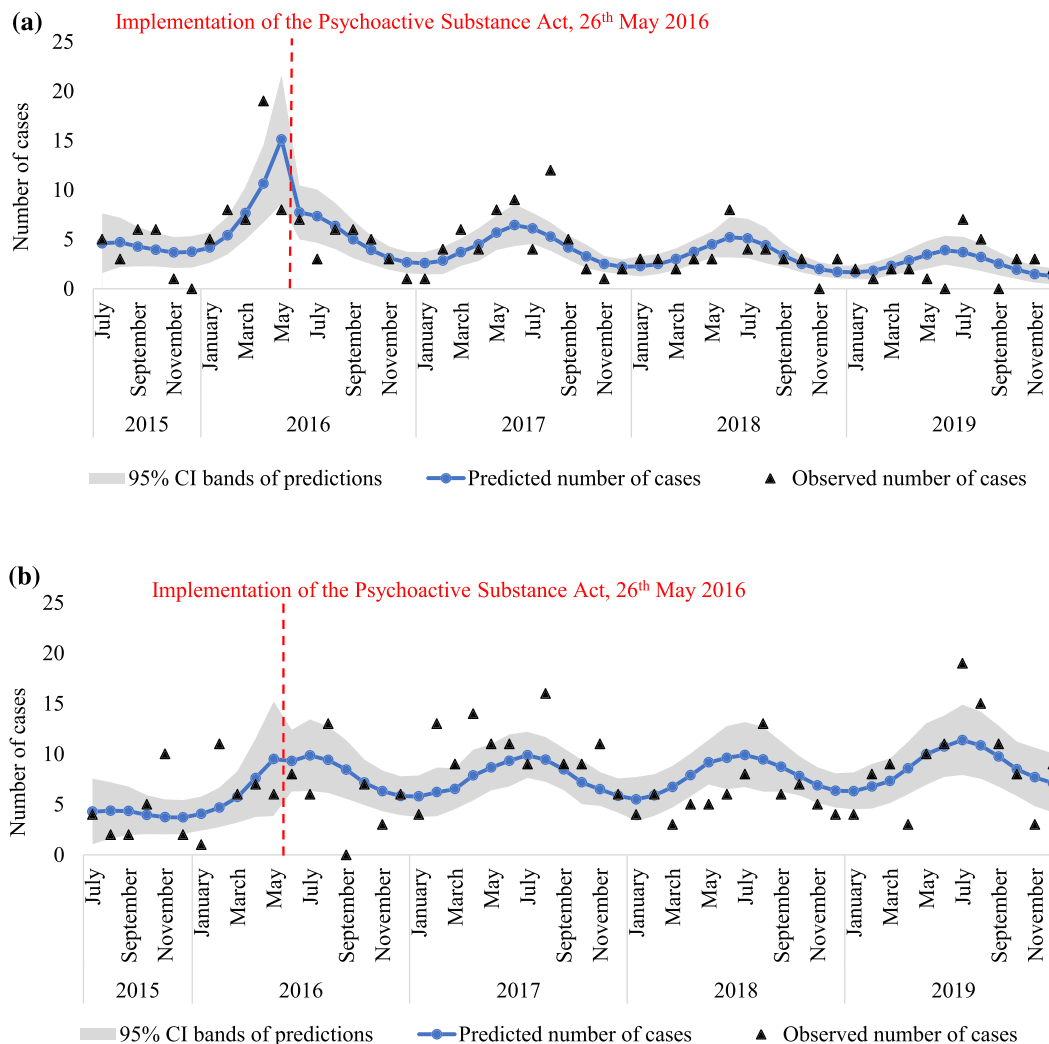 (a)
Implementation of the Psychoactive Substance Act, 26th May 2016
25
20
15
10
5
0
Number of cases
July
September
November
January
March
May
July
September
November
January
March
May
July
September
November
January
March
May
July
September
November
January
March
May
July
September
November
2015 2016 2017 2018 2019
95% CI bands of predictions Predicted number of cases Observed number of cases
(b)
Implementation of the Psychoactive Substance Act, 26th May 2016
25
20
15
10
5
0
Number of cases
July
September
November
January
March
May
July
September
November
January
March
May
July
September
November
January
March
May
July
September
November
January
March
May
July
September
November
2015 2016 2017 2018 2019
95% CI bands of predictions Predicted number of cases Observed number of cases